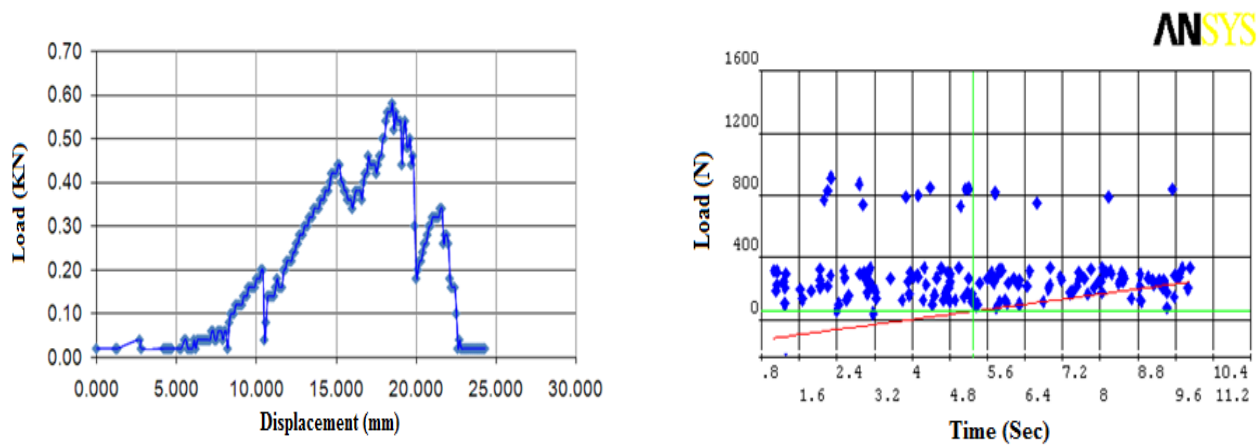 0.70
0.60
0.50
0.40
0.30
0.20
0.10
0.00
Load (KN)
0.000 5.000 10.000 15.000 20.000 25.000 30.000
Displacement (mm)
ANSYS
1600
1200
800
400
0
Load (N)
.8 2.4 4 5.6 7.2 8.8 10.4
1.6 3.2 4.8 6.4 8 9.6 11.2
Time (Sec)